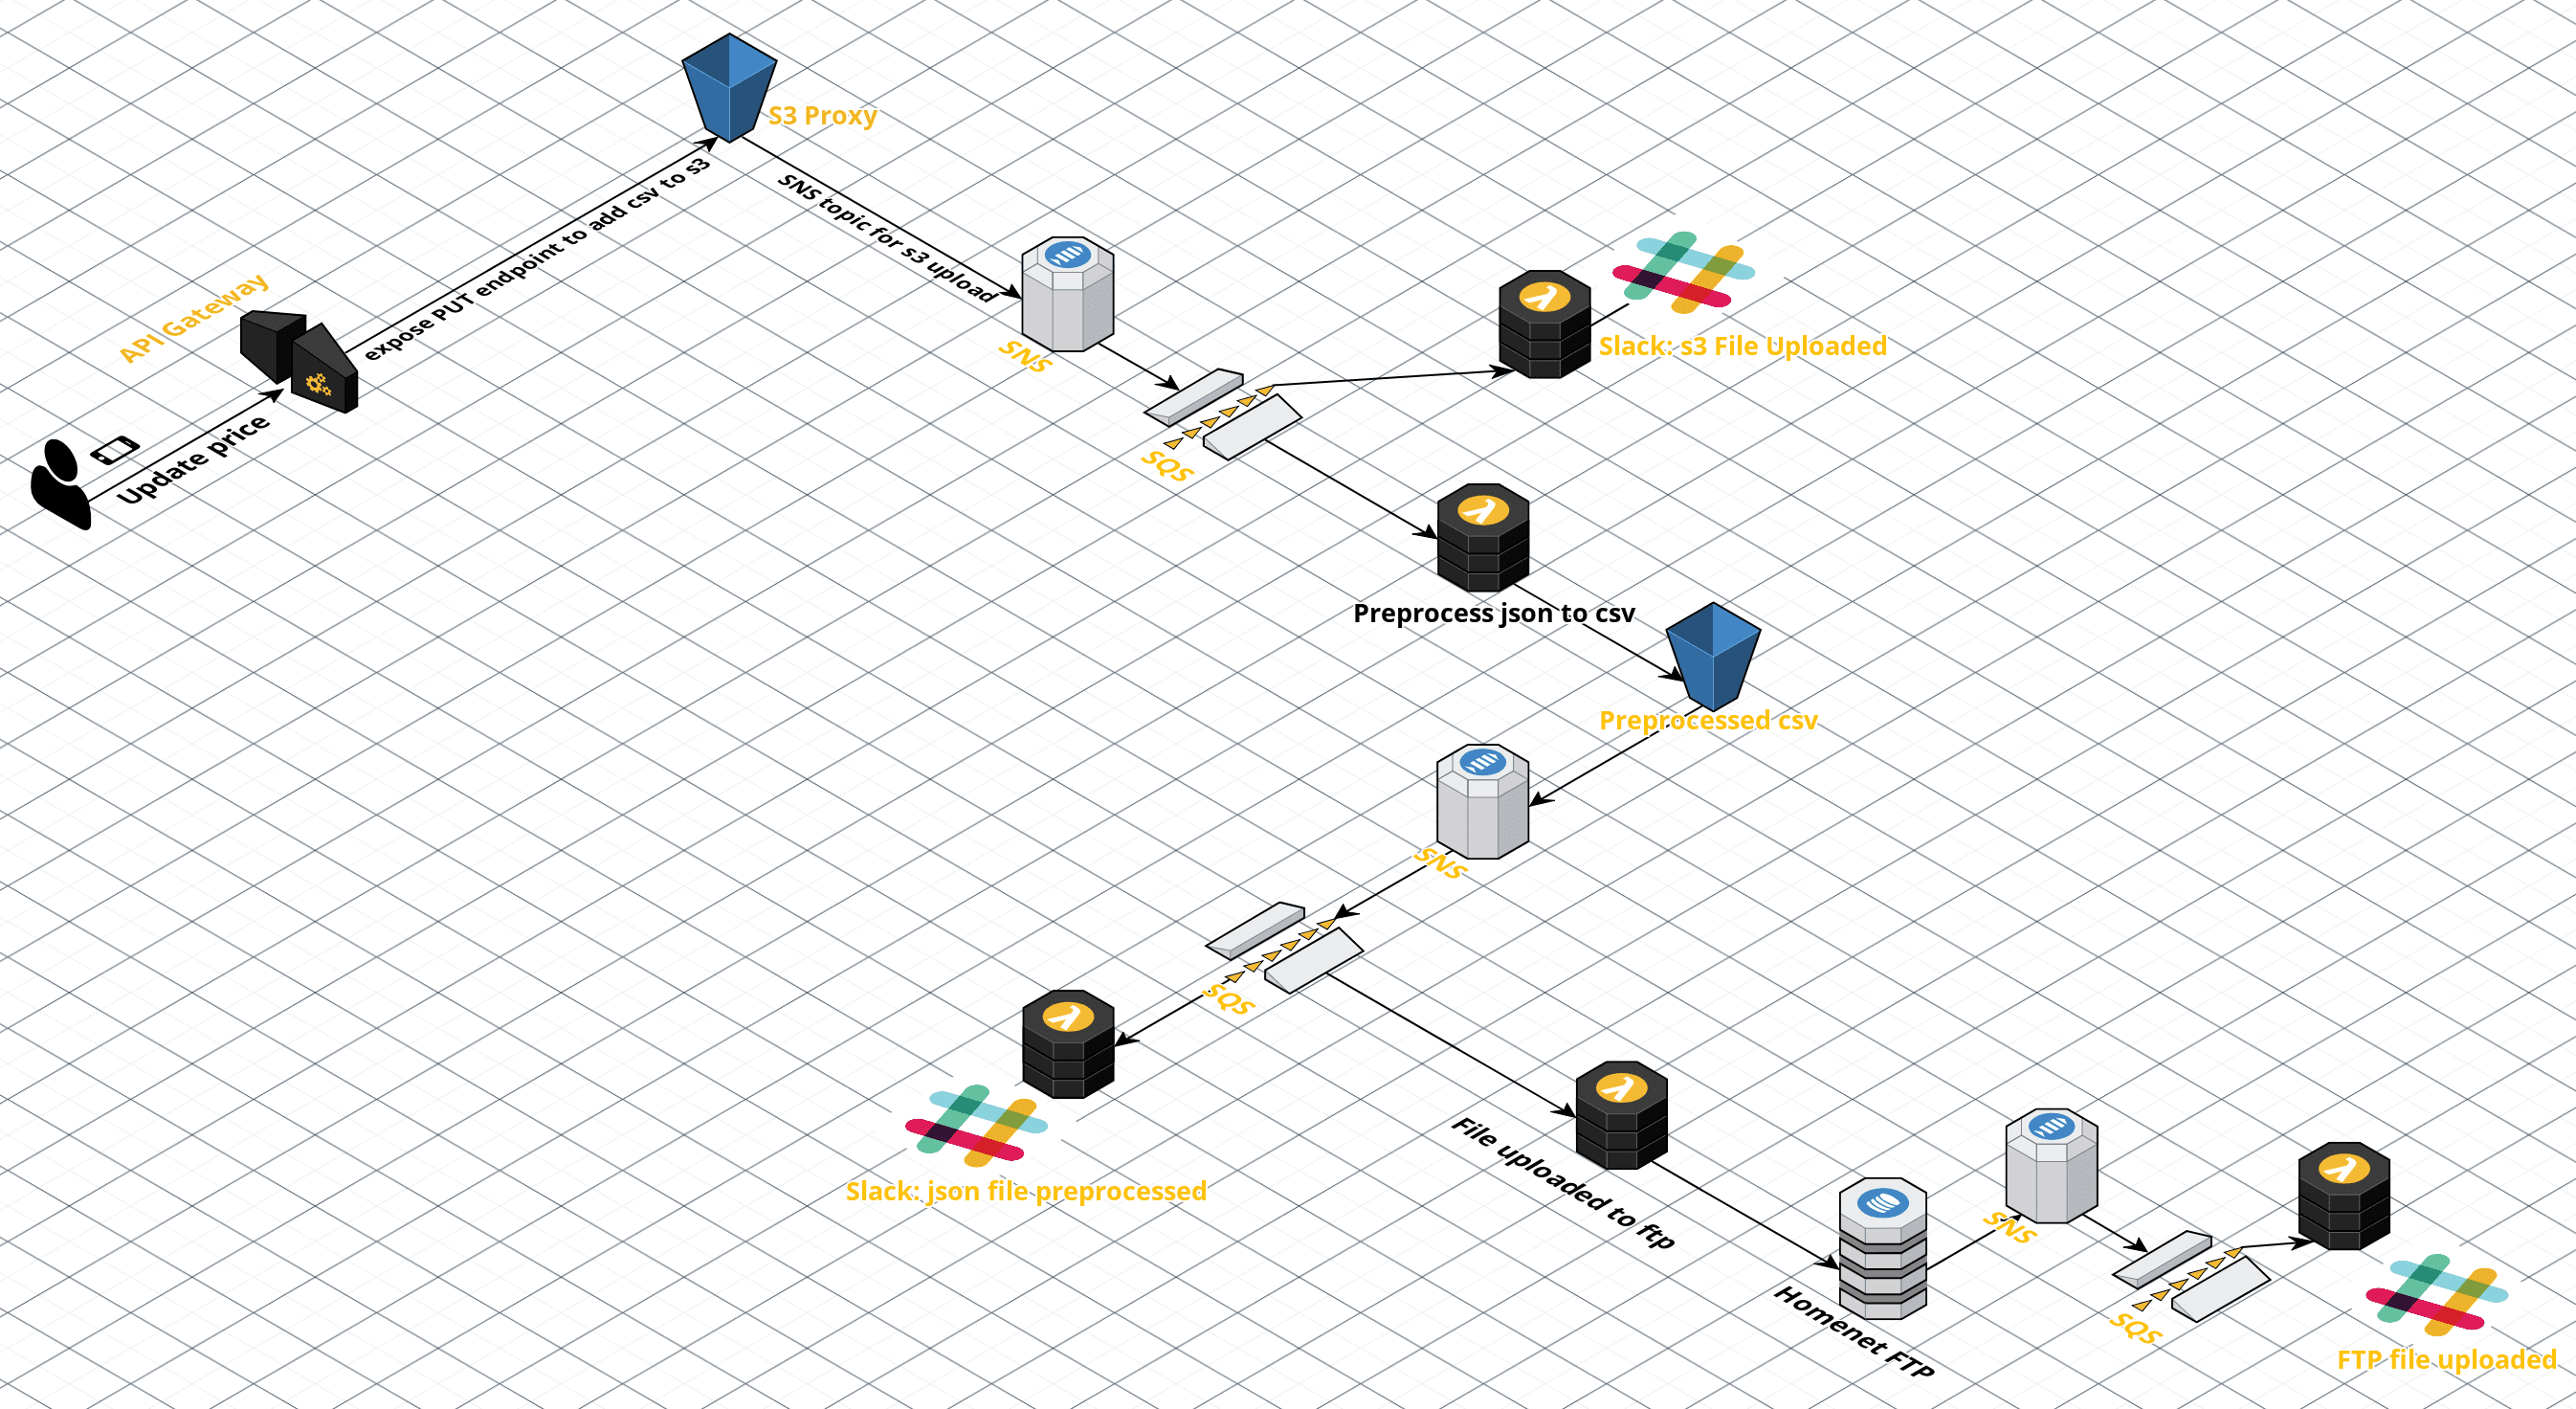 S3 Proxy
expose PUT endpoint to add csv to s3
SNS topic for s3 upload
API Gateway
Update price
SNS
Slack: s3 File Uploaded
SQS
Preprocess json to csv
Preprocessed csv
SNS
SQS
Slack: json file preprocessed
File uploaded to ftp
Homenet FTP
SNS
SQS
FTP file uploaded